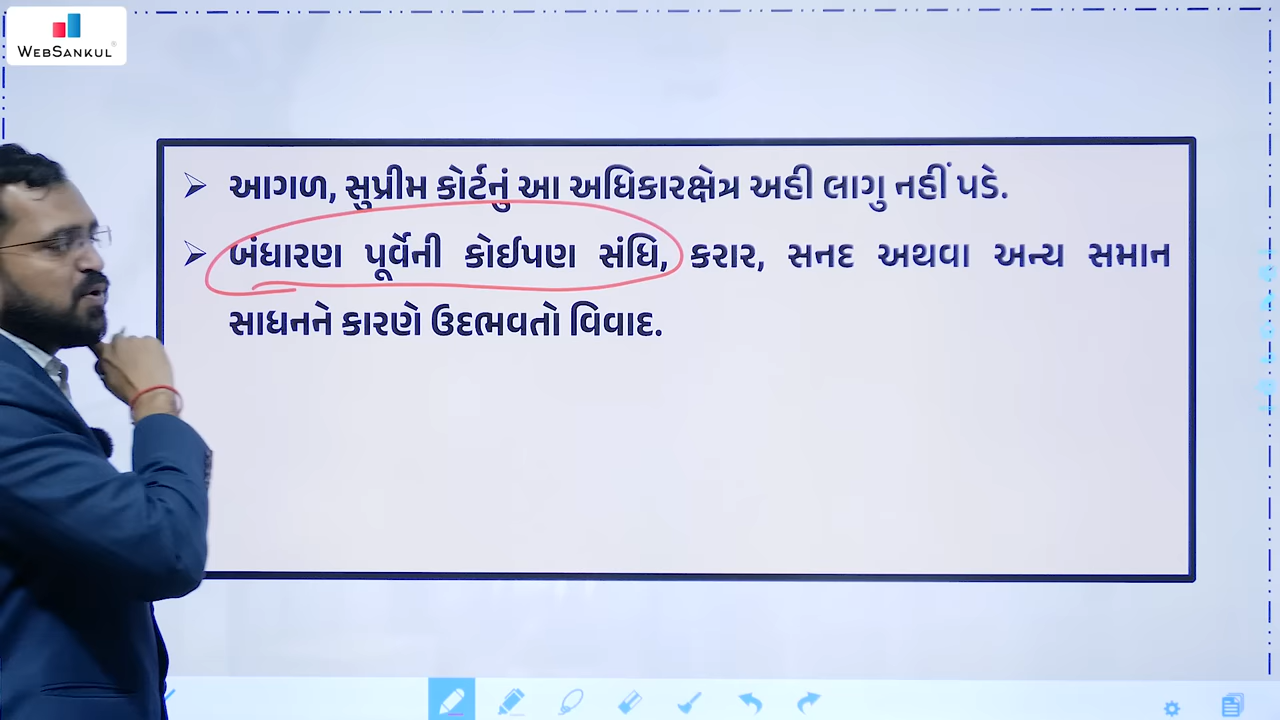 WEBSANKUL
આગળ, સુપ્રીમ કોર્ટનું આ અધિકારક્ષેત્ર અહી લાગુ નહીં પડે.
બંધારણ પૂર્વેની કોઈપણ સંધિ, કરાર, સનદ અથવા અન્ય સમાન
સાધનને કારણે ઉદભવતો વિવાદ.